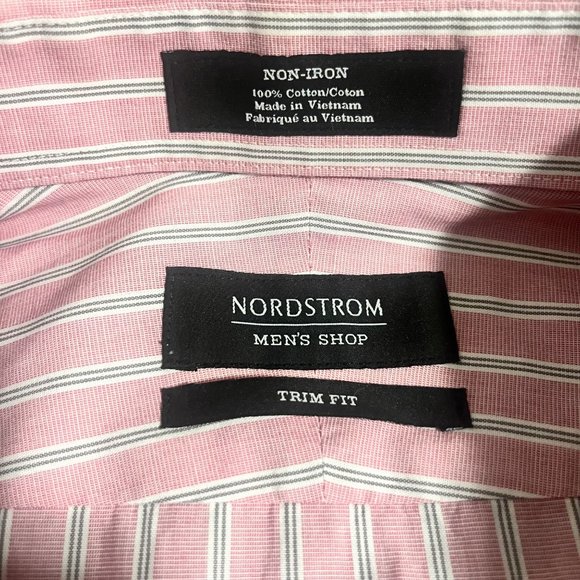 NON-IRON
100% Cotton/Coton
Made in Vietnam
Fabriqué au Vietnam
NORDSTROM
MEN'S SHOP
TRIM FIT